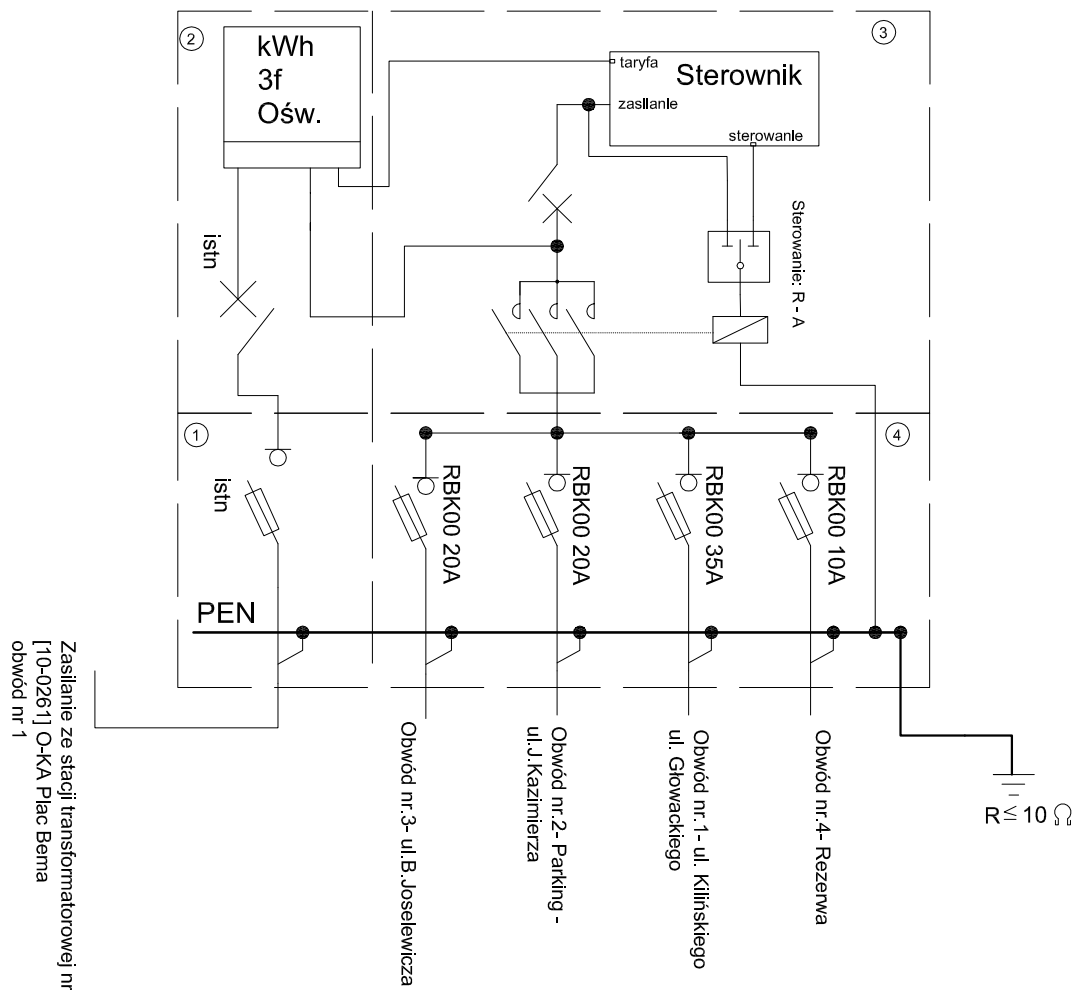 2
kWh
3f
Ośw.
3
taryfa
Sterownik
zasilanie
sterowanie
istn
Sterowanie: R - A
1
4
istn
RBK00 20A
RBK00 20A
RBK00 35A
RBK00 10A
PEN
Zasilanie ze stacji transformatorowej nr
[10-0261] O-KA Plac Bema
obwód nr 1
Obwód nr.3- ul.B.Joselewicza
Obwód nr.2- Parking -
ul.J.Kazimierza
Obwód nr.1- ul. Kilińskiego
ul. Głowackiego
Obwód nr.4- Rezerwa
R ≤ 10 Ω